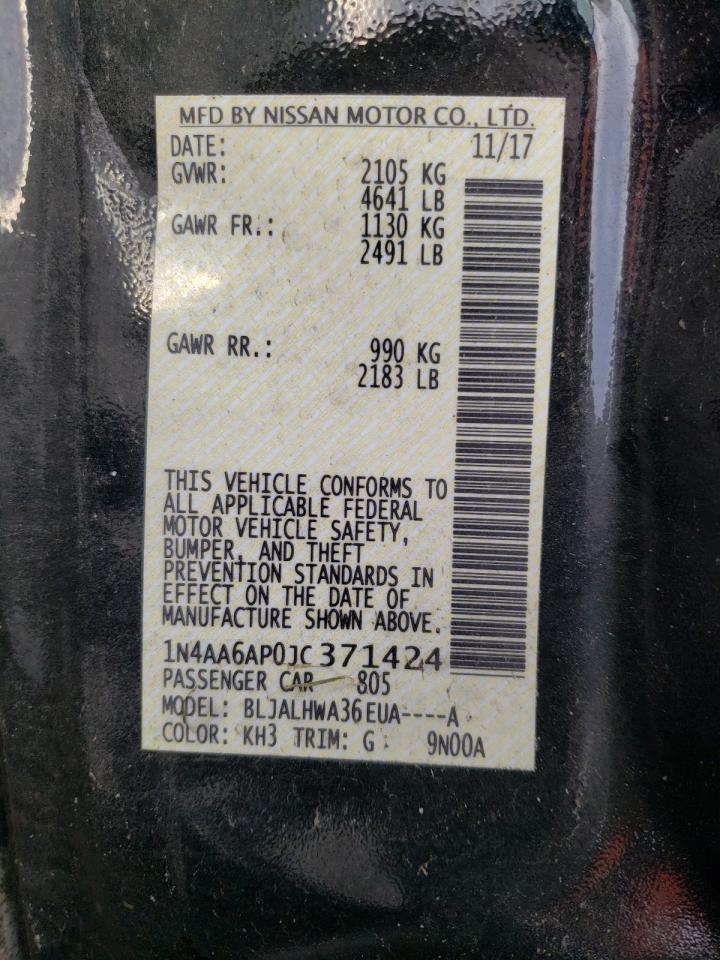 MFD BY NISSAN MOTOR CO., LTD.
DATE: 11/17
GVWR: 2105 KG
4641 LB
GAWR FR.: 1130 KG
2491 LB
GAWR RR.: 990 KG
2183 LB
THIS VEHICLE CONFORMS TO
ALL APPLICABLE FEDERAL
MOTOR VEHICLE SAFETY,
BUMPER, AND THEFT
PREVENTION STANDARDS IN
EFFECT ON THE DATE OF
MANUFACTURE SHOWN ABOVE.
1N4AA6AP0JC371424
PASSENGER CAR 805
MODEL: BLJALHWA36EUA----A
COLOR: KH3 TRIM: G 9N00A